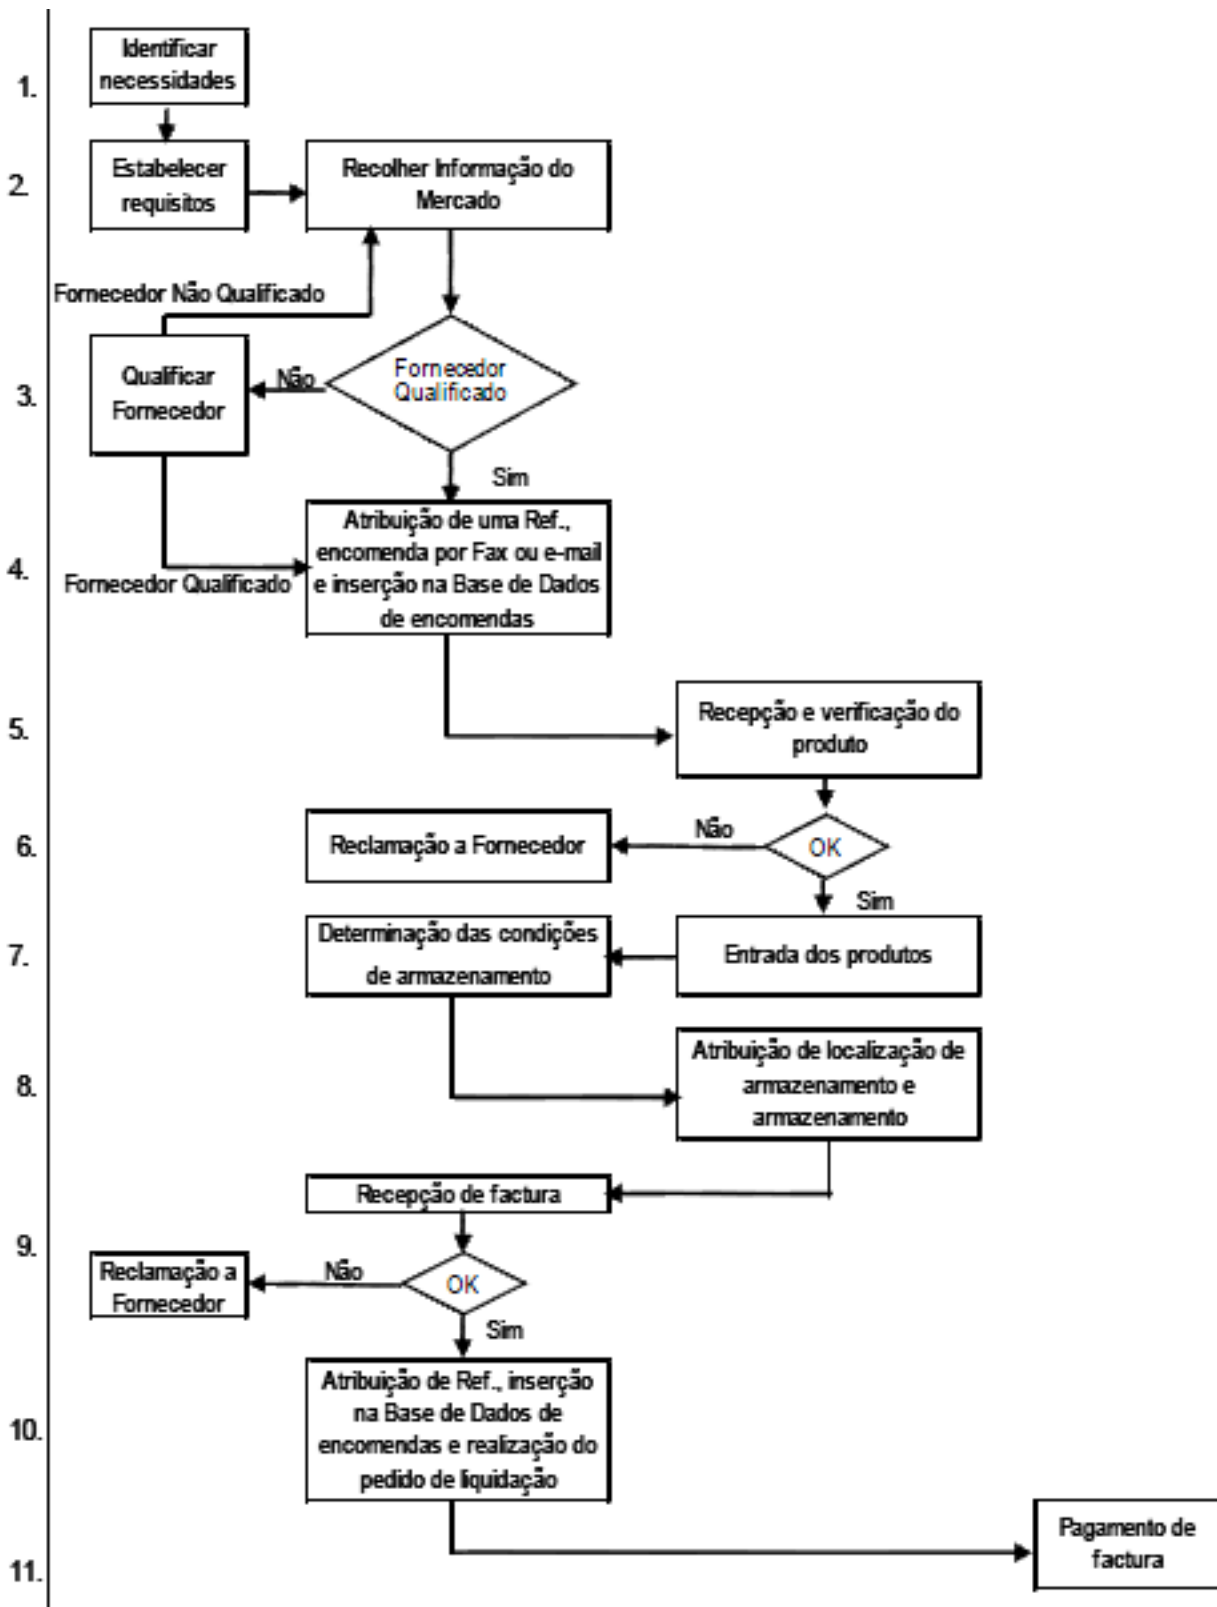 Identificar
necessidades
1.
Estabelecer
requisitos
Recolher Informação do
Mercado
2.
Fornecedor Não Qualificado
Qualificar
Fornecedor
Não
Fornecedor
Qualificado
3.
Sim
Atribuição de uma Ref.,
encomenda por Fax ou e-mail
e inserção na Base de Dados
de encomendas
4.
Fornecedor Qualificado
Recepção e verificação do
produto
5.
Reclamação a Fornecedor
Não
OK
6.
Sim
Determinação das condições
de armazenamento
Entrada dos produtos
7.
Atribuição de localização de
armazenamento e
armazenamento
8.
Recepção de factura
9.
Reclamação a
Fornecedor
Não
OK
Sim
Atribuição de Ref., inserção
na Base de Dados de
encomendas e realização do
pedido de liquidação
10.
Pagamento de
factura
11.